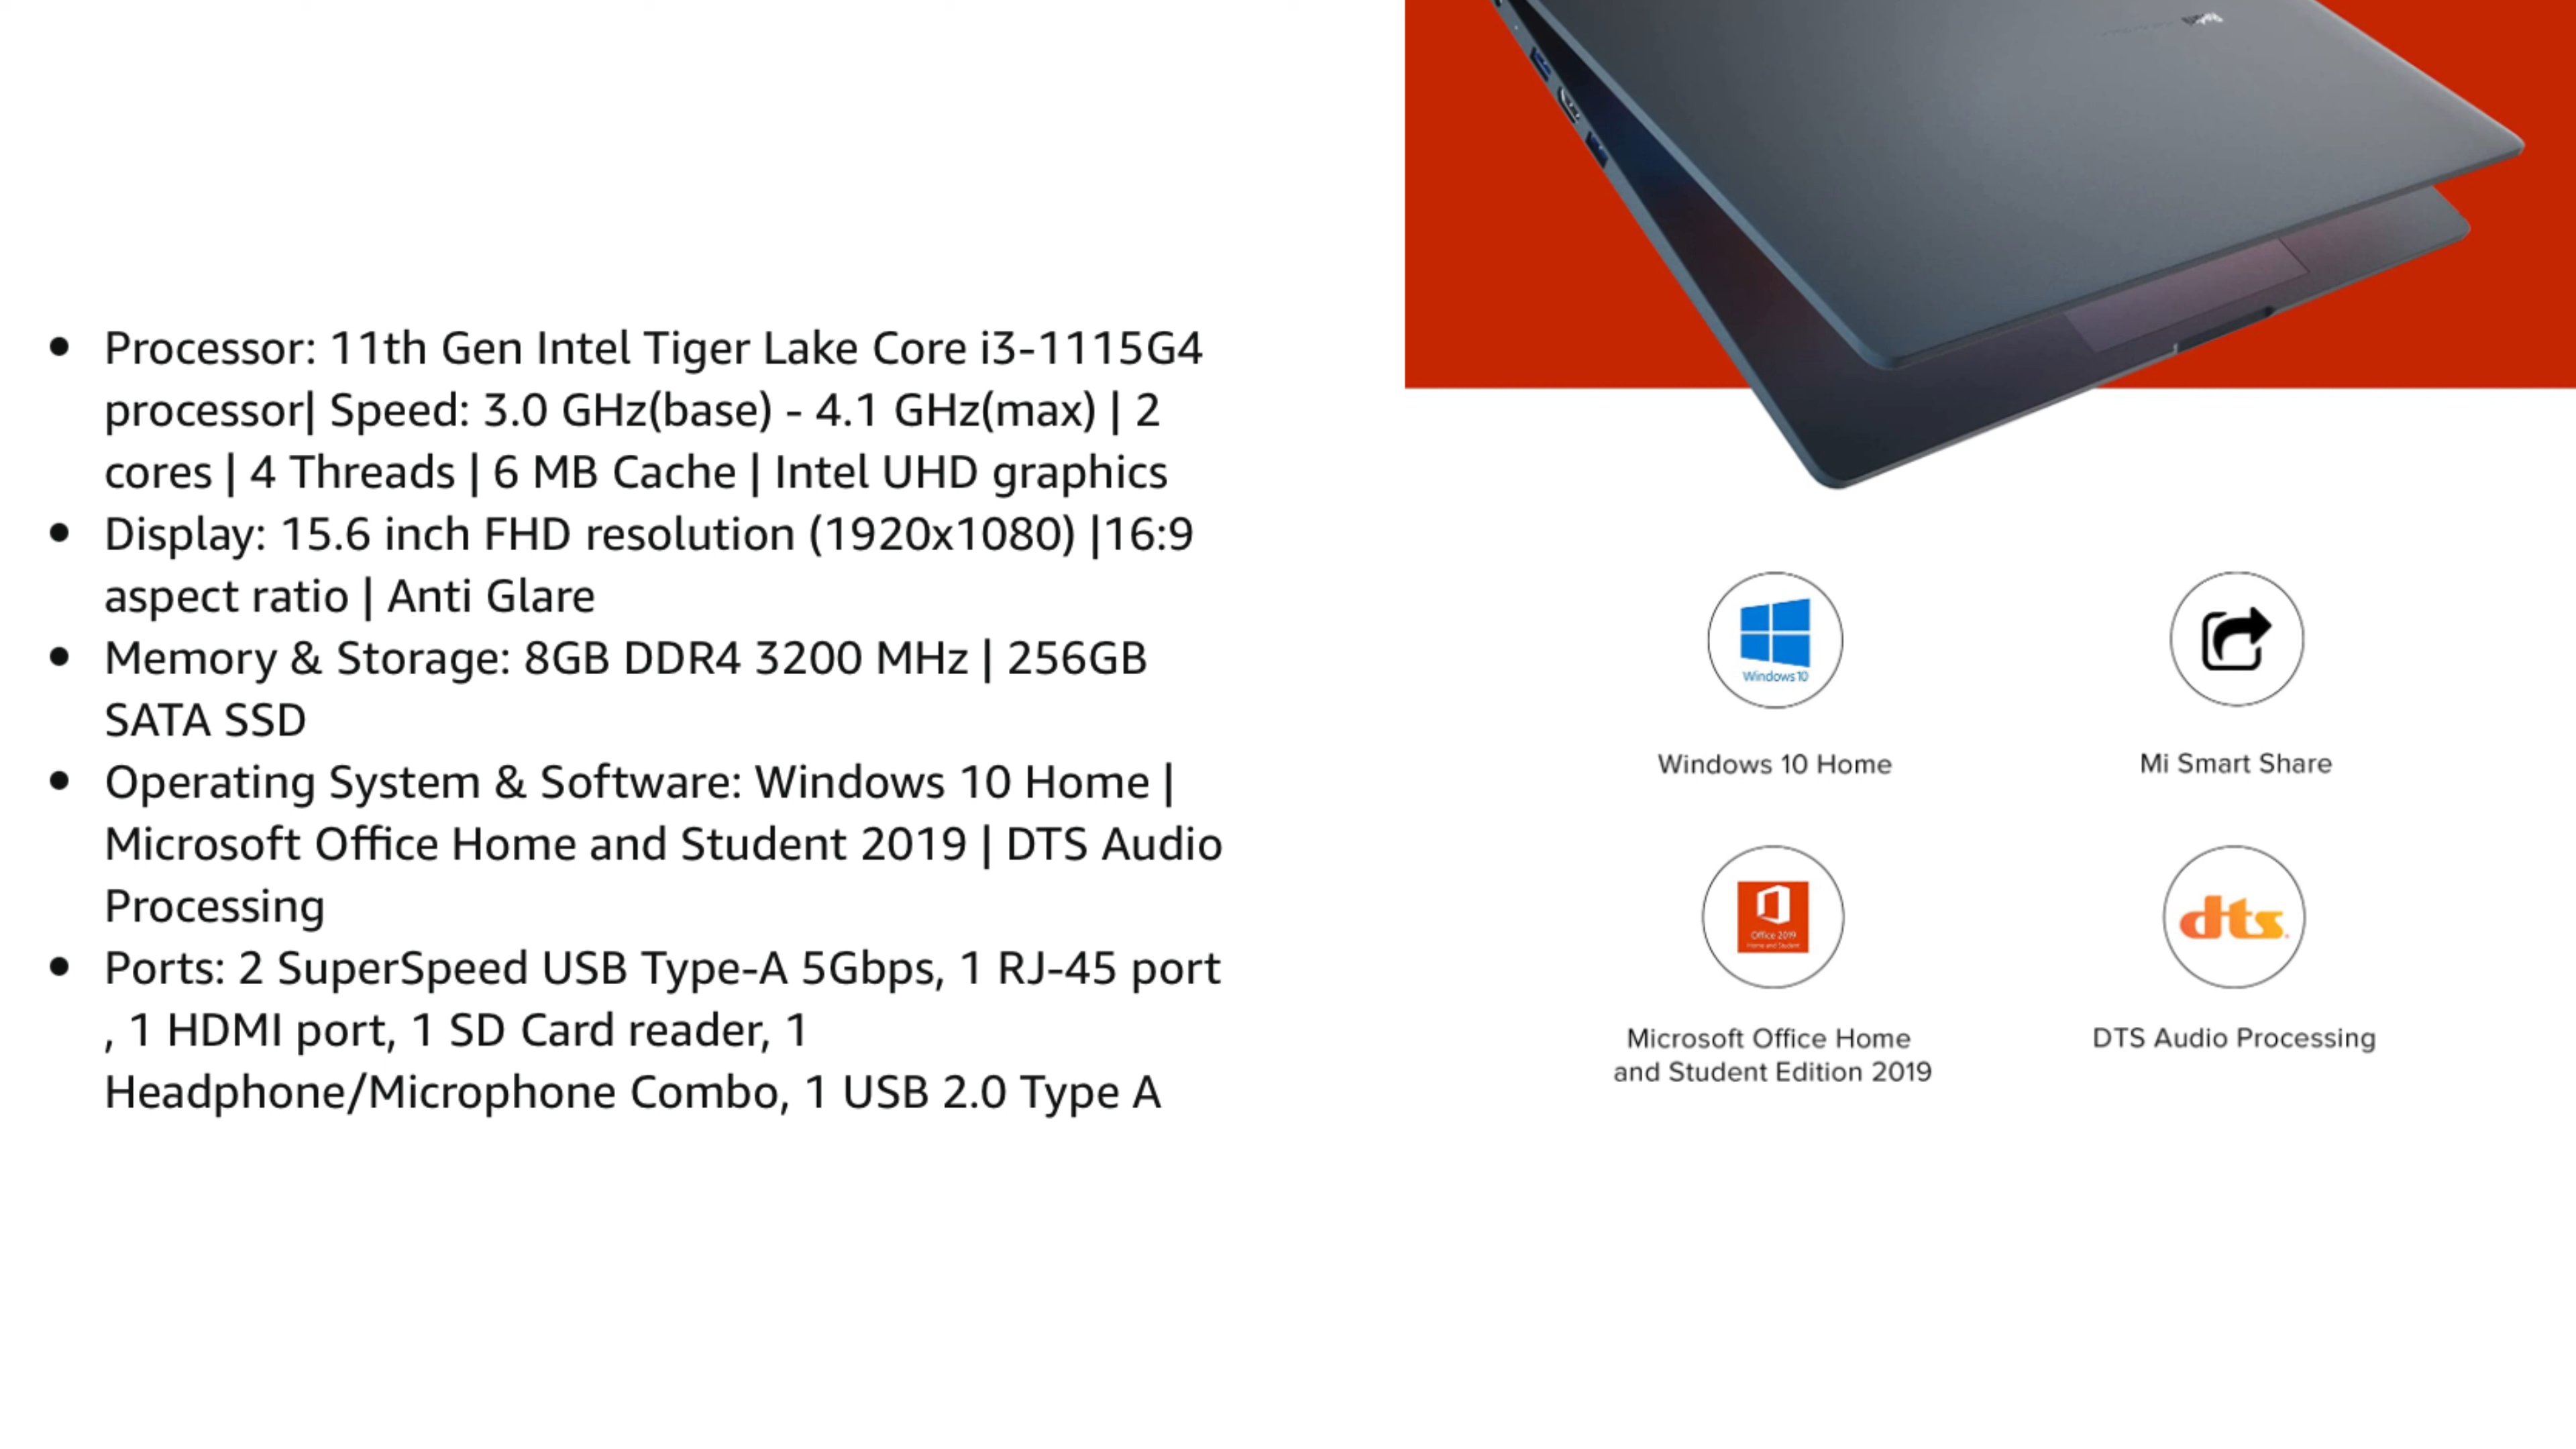 Processor: 11th Gen Intel Tiger Lake Core i3-1115G4
processor| Speed: 3.0 GHz(base) - 4.1 GHz(max) | 2
cores | 4 Threads | 6 MB Cache | Intel UHD graphics
Display: 15.6 inch FHD resolution (1920x1080) |16:9
aspect ratio | Anti Glare
Memory & Storage: 8GB DDR4 3200 MHz | 256GB
SATA SSD
Operating System & Software: Windows 10 Home |
Microsoft Office Home and Student 2019 | DTS Audio
Processing
Ports: 2 SuperSpeed USB Type-A 5Gbps, 1 RJ-45 port
, 1 HDMI port, 1 SD Card reader, 1
Headphone/Microphone Combo, 1 USB 2.0 Type A
Windows 10
Windows 10 Home
Mi Smart Share
Office 2019
Home and Student
dts
Microsoft Office Home
and Student Edition 2019
DTS Audio Processing